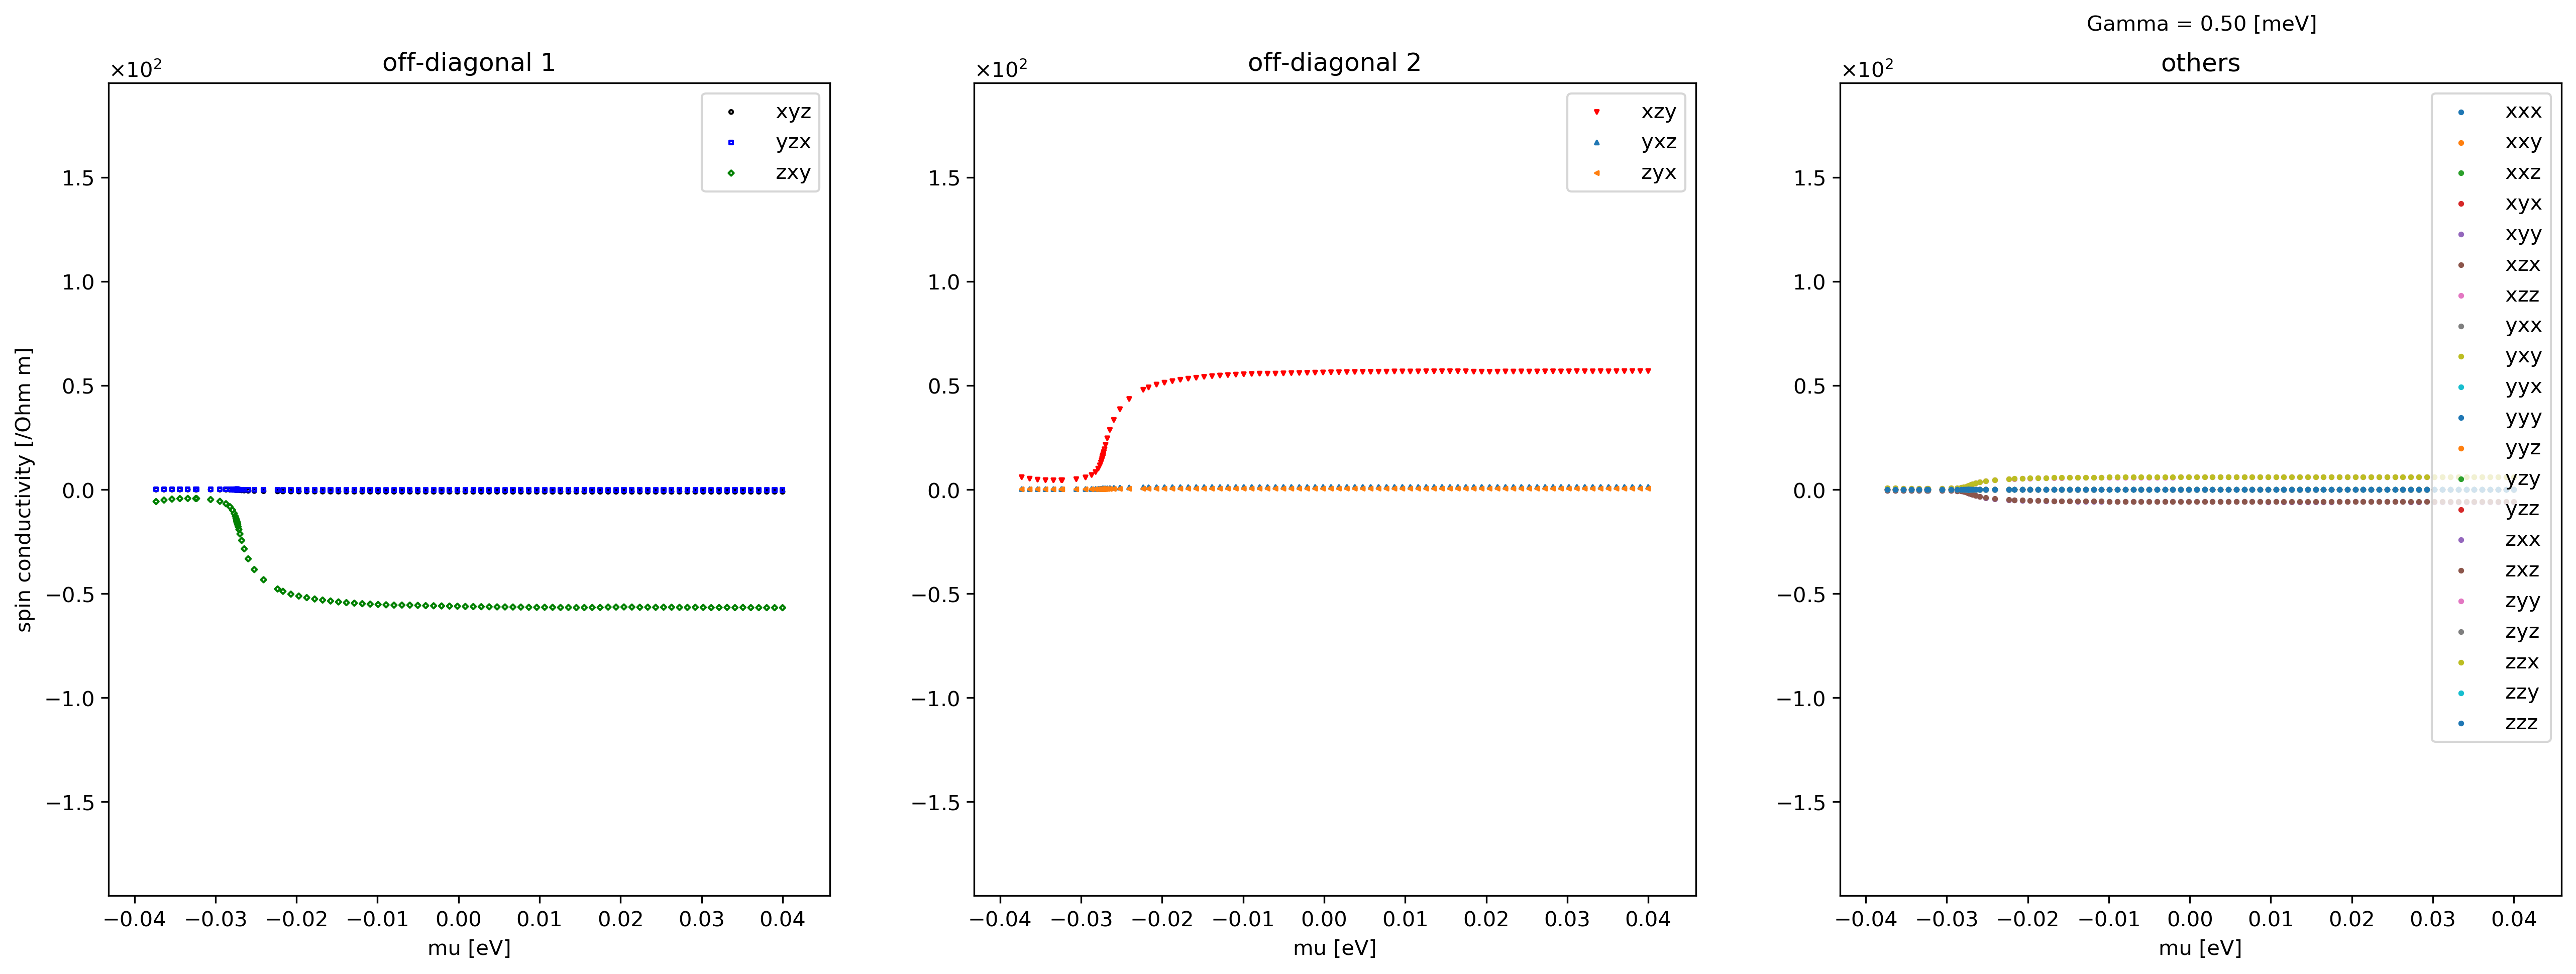 Gamma = 0.50 [meV]
off-diagonal 1
×10²
xyz
yzx
zxy
1.5
1.0
0.5
0.0
−0.5
−1.0
−1.5
spin conductivity [/Ohm m]
−0.04 −0.03 −0.02 −0.01 0.00 0.01 0.02 0.03 0.04
mu [eV]
off-diagonal 2
×10²
xzy
yxz
zyx
1.5
1.0
0.5
0.0
−0.5
−1.0
−1.5
−0.04 −0.03 −0.02 −0.01 0.00 0.01 0.02 0.03 0.04
mu [eV]
others
×10²
xxx
xxy
xxz
xyx
xyy
xzx
xzz
yxx
yxy
yyx
yyy
yyz
yzy
yzz
zxx
zxz
zyy
zyz
zzx
zzy
zzz
1.5
1.0
0.5
0.0
−0.5
−1.0
−1.5
−0.04 −0.03 −0.02 −0.01 0.00 0.01 0.02 0.03 0.04
mu [eV]